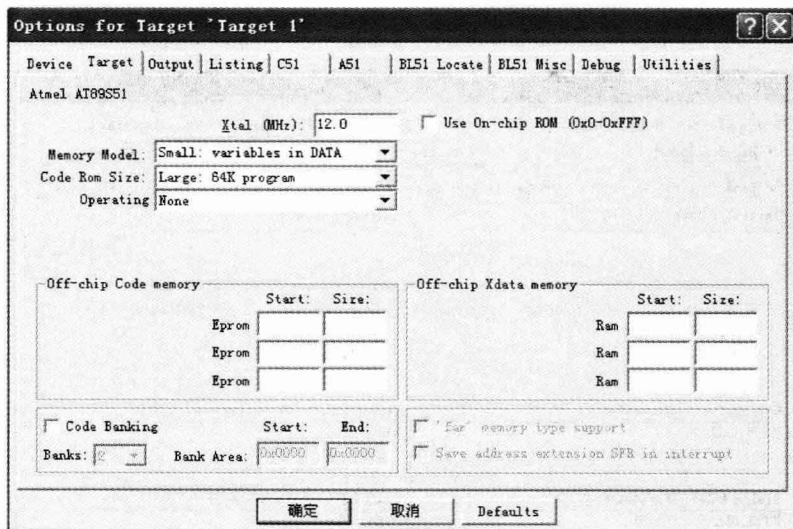 Options for Target 'Target 1'
Device Target Output Listing C51 A51 BL51 Locate BL51 Misc Debug Utilities
Atmel AT89S51
Xtal (MHz): 12.0 Use On-chip ROM (0x0-0xFFF)
Memory Model: Small: variables in DATA
Code Rom Size: Large: 64K program
Operating None
Off-chip Code memory
Start: Size:
Eprom
Eprom
Eprom
Off-chip Xdata memory
Start: Size:
Ram
Ram
Ram
Code Banking Start: End:
Banks: 2 Bank Area: 0x0000 0x0000
'far' memory type support
Save address extension SFR in interrupt
确定 取消 Defaults